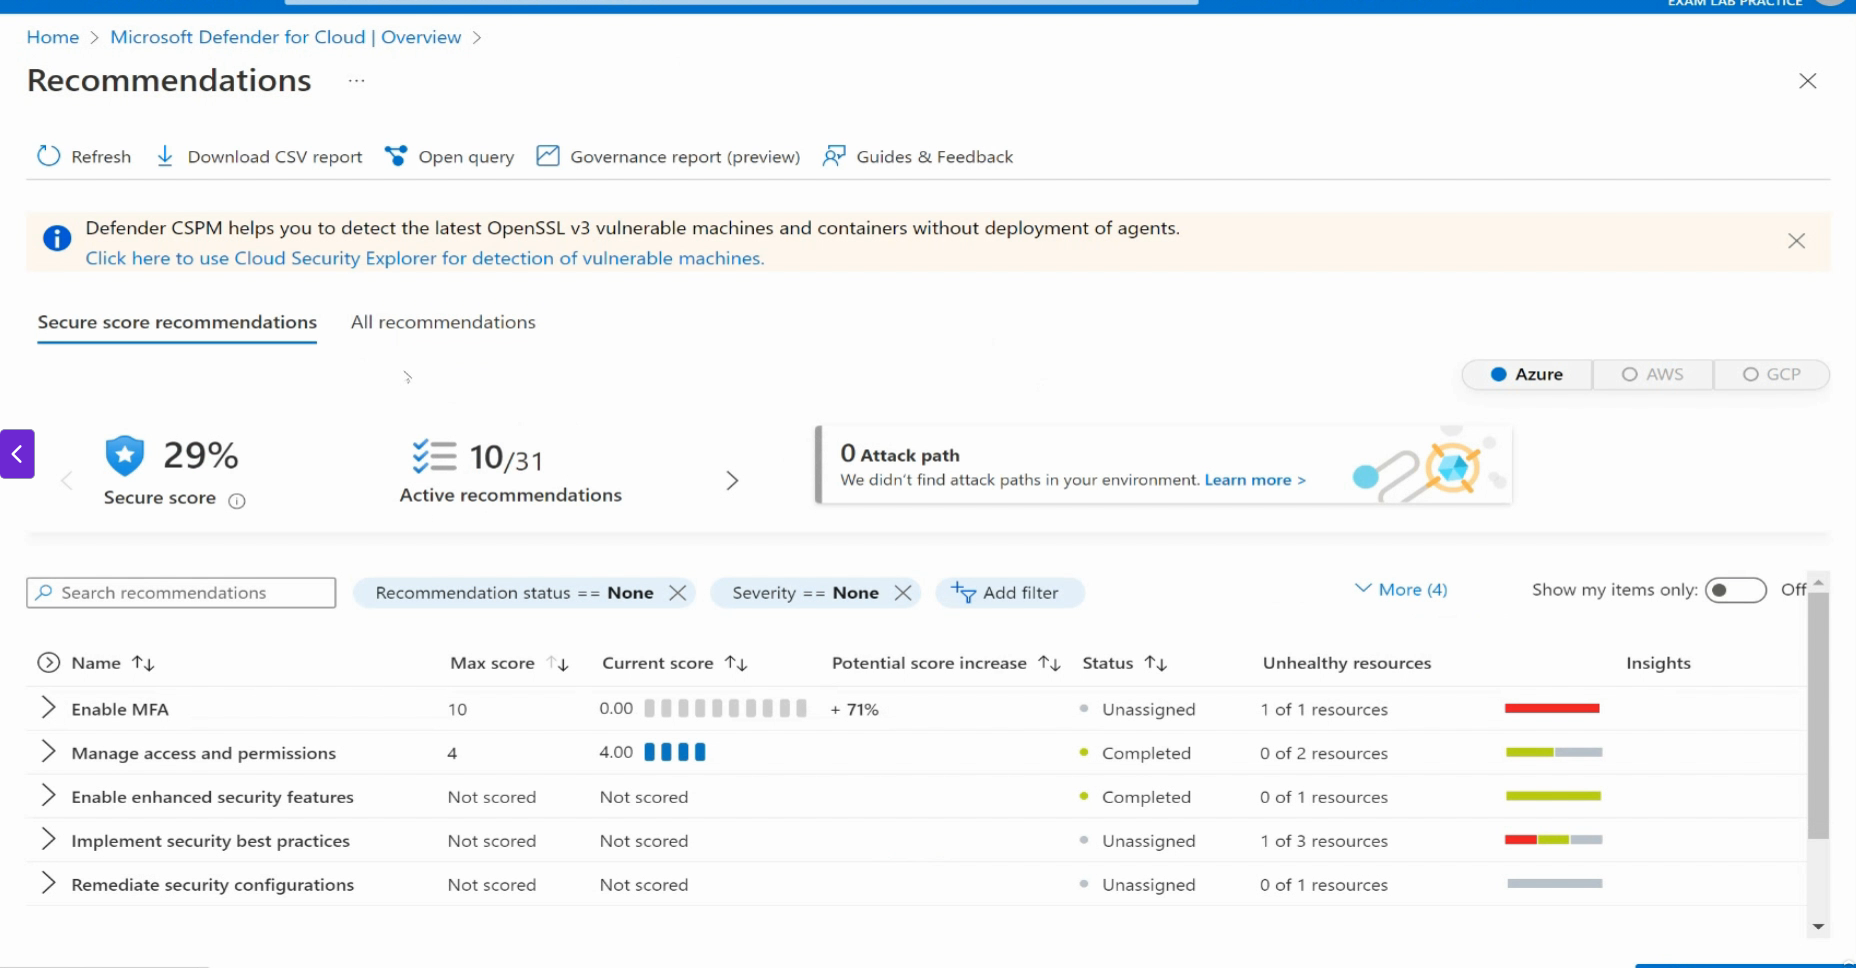 EXAM LAB PRACTICE
Home > Microsoft Defender for Cloud | Overview >
Recommendations ...
Refresh Download CSV report Open query Governance report (preview) Guides & Feedback
Defender CSPM helps you to detect the latest OpenSSL v3 vulnerable machines and containers without deployment of agents.
Click here to use Cloud Security Explorer for detection of vulnerable machines.
Secure score recommendations All recommendations
Azure AWS GCP
29%
Secure score
10/31
Active recommendations
0 Attack path
We didn't find attack paths in your environment. Learn more >
Search recommendations Recommendation status == None Severity == None Add filter More (4) Show my items only: Off
Name Max score Current score Potential score increase Status Unhealthy resources Insights
Enable MFA 10 0.00 + 71% Unassigned 1 of 1 resources
Manage access and permissions 4 4.00 Completed 0 of 2 resources
Enable enhanced security features Not scored Not scored Completed 0 of 1 resources
Implement security best practices Not scored Not scored Unassigned 1 of 3 resources
Remediate security configurations Not scored Not scored Unassigned 0 of 1 resources